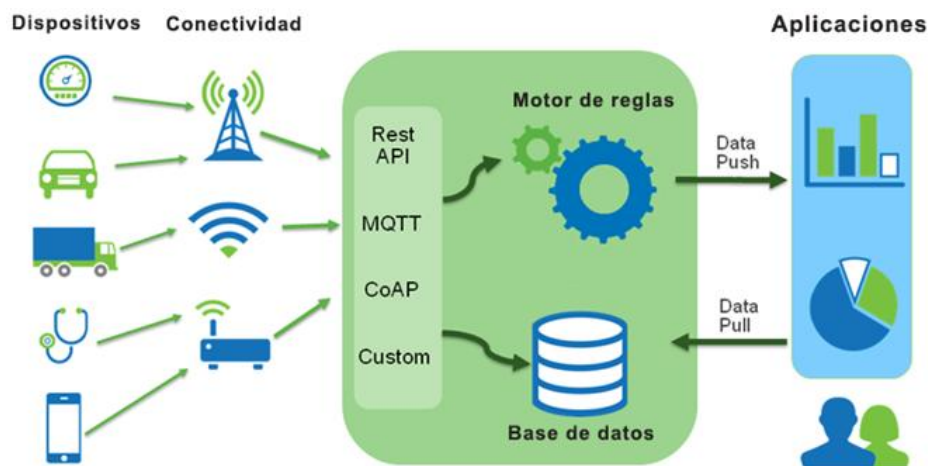 Dispositivos
Conectividad
Aplicaciones
Motor de reglas
Rest
API
MQTT
CoAP
Custom
Data
Push
Data
Pull
Base de datos